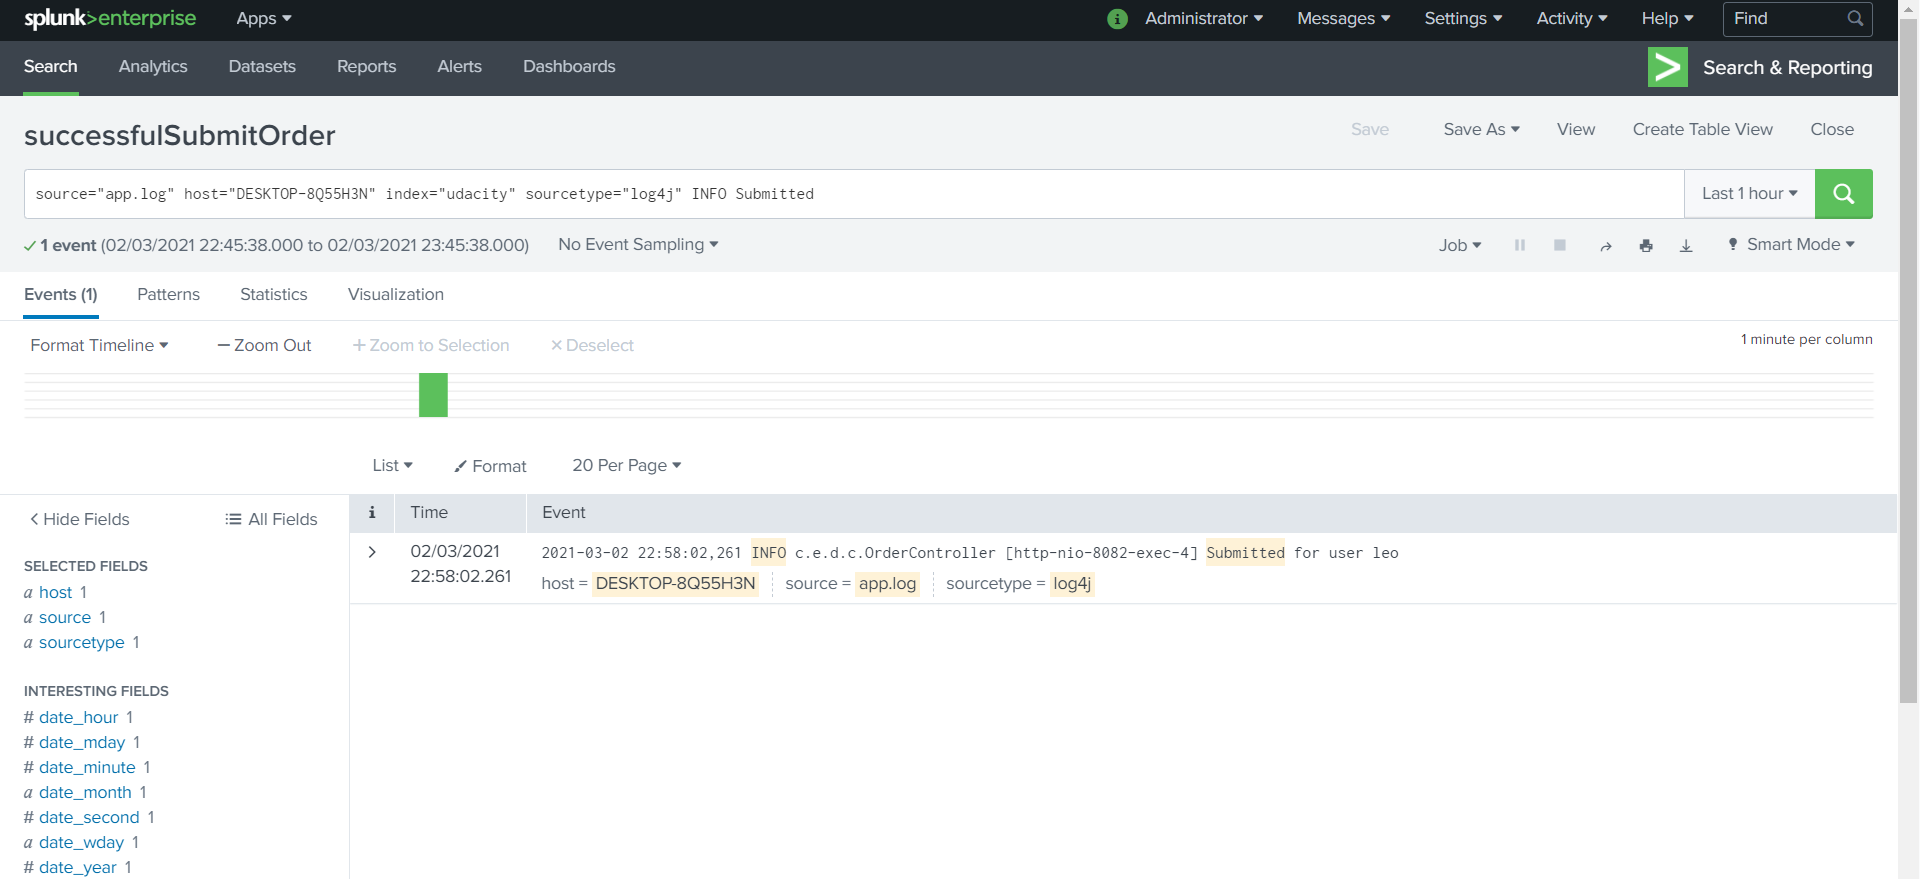 splunk>enterprise Apps Administrator Messages Settings Activity Help Find
Search Analytics Datasets Reports Alerts Dashboards Search & Reporting
successfulSubmitOrder Save Save As View Create Table View Close
source="app.log" host="DESKTOP-8Q55H3N" index="udacity" sourcetype="log4j" INFO Submitted Last 1 hour
1 event (02/03/2021 22:45:38.000 to 02/03/2021 23:45:38.000) No Event Sampling Job Smart Mode
Events (1) Patterns Statistics Visualization
Format Timeline Zoom Out Zoom to Selection Deselect 1 minute per column
List Format 20 Per Page
Hide Fields All Fields
i Time Event
SELECTED FIELDS
a host 1
a source 1
a sourcetype 1
INTERESTING FIELDS
# date_hour 1
# date_mday 1
# date_minute 1
a date_month 1
# date_second 1
a date_wday 1
# date_year 1
02/03/2021
22:58:02.261
2021-03-02 22:58:02,261 INFO c.e.d.c.OrderController [http-nio-8082-exec-4] Submitted for user leo
host = DESKTOP-8Q55H3N source = app.log sourcetype = log4j